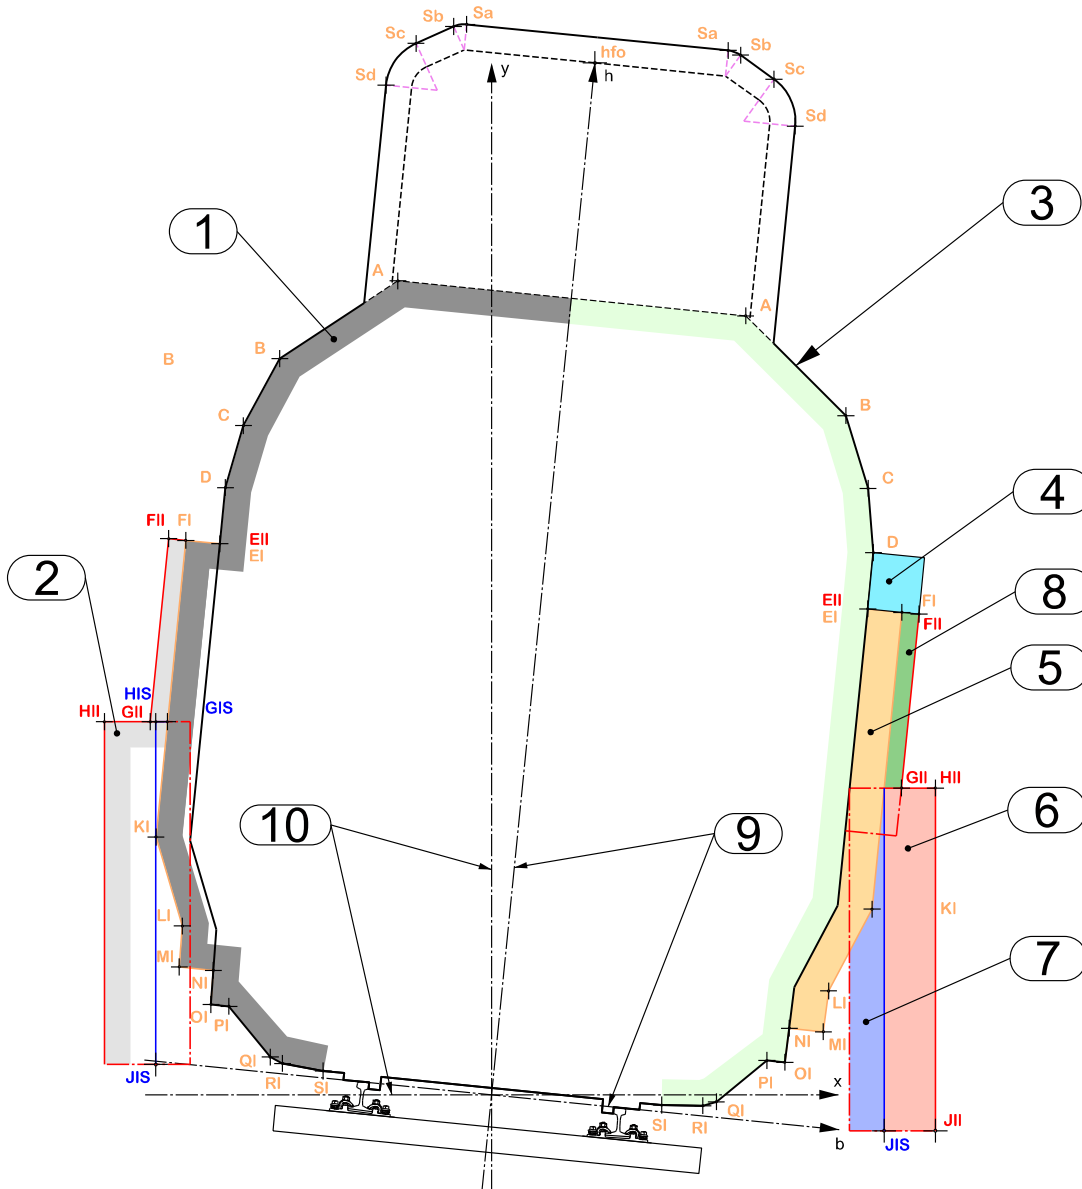 Sb Sa
Sc
Sa
Sb
hfo
Sc
Sd
y
h
Sd
1
3
A
A
B
B
B
C
C
4
D
D
FII FI
EII
EI
2
EII
EI
FI
FII
8
5
HIS
HII GII
GIS
GII HII
10
9
6
KI
KI
LI
7
MI
NI
LI
OI
PI
NI
MI
OI
QI
PI
JIS
RI
SI
x
SI RI QI
b
JII
JIS